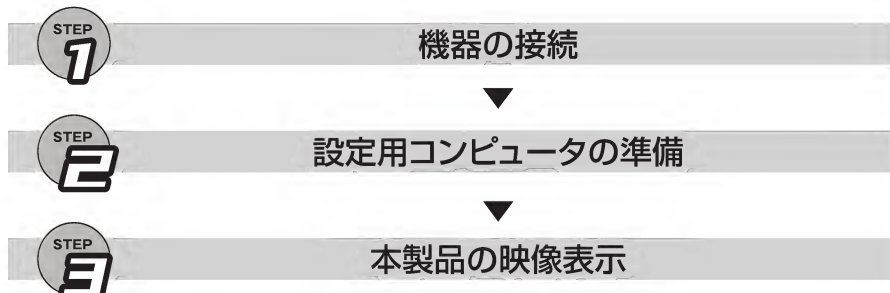 STEP
1
機器の接続
▼
STEP
2
設定用コンピュータの準備
▼
STEP
3
本製品の映像表示